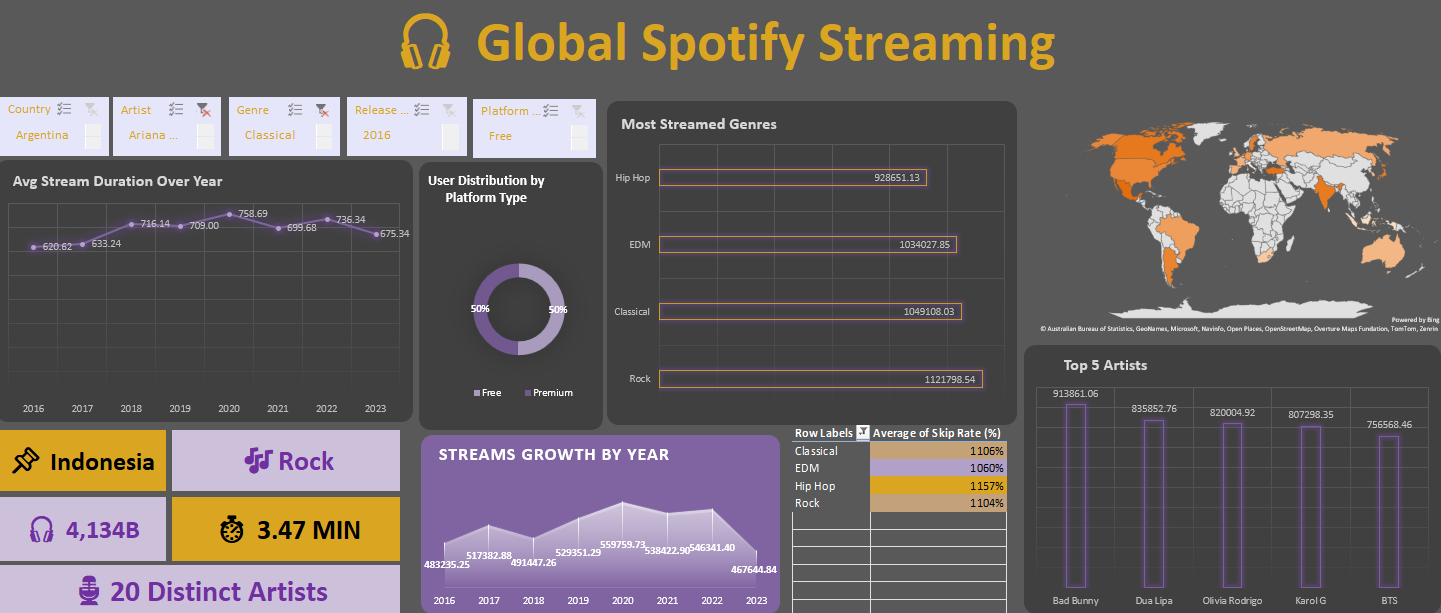 Global Spotify Streaming
Country
Argentina
Artist
Ariana ...
Genre
Classical
Release ...
2016
Platform ...
Free
Avg Stream Duration Over Year
620.62
633.24
716.14
709.00
758.69
699.68
736.34
675.34
2016 2017 2018 2019 2020 2021 2022 2023
User Distribution by
Platform Type
50%
50%
Free Premium
Most Streamed Genres
Hip Hop 928651.13
EDM 1034027.85
Classical 1049108.03
Rock 1121798.54
Powered by Bing
© Australian Bureau of Statistics, GeoNames, Microsoft, Navinfo, Open Places, OpenStreetMap, Overture Maps Fundation, TomTom, Zenrin
Indonesia
Rock
4,134B
3.47 MIN
20 Distinct Artists
STREAMS GROWTH BY YEAR
483235.25
517382.88
491447.26
529351.29
559759.73
538422.90
546341.40
467644.84
2016 2017 2018 2019 2020 2021 2022 2023
Row Labels Average of Skip Rate (%)
Classical 1106%
EDM 1060%
Hip Hop 1157%
Rock 1104%
Top 5 Artists
913861.06
835852.76
820004.92
807298.35
756568.46
Bad Bunny Dua Lipa Olivia Rodrigo Karol G BTS